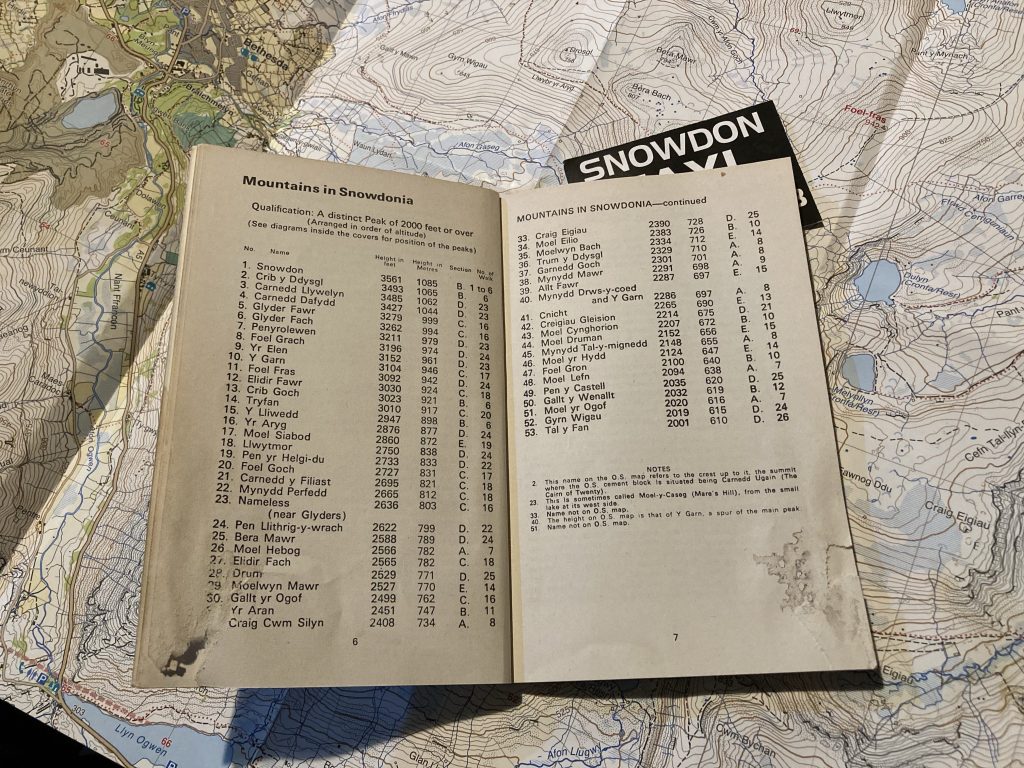 Bethesda
Afon Ffrydlas
Gallt y Mawn
Gyrn Wigau
Drosgl
Bera Mawr
Bera Bach
Llwytmor
Foel-fras
Pant y Mynach
Afon Caseg
SNOWDON
Mountains in Snowdonia
Qualification: A distinct Peak of 2000 feet or over
(Arranged in order of altitude)
(See diagrams inside the covers for position of the peaks)
No. Name Height in feet Height in Metres Section No. of Walk
1. Snowdon 3561 1085 B. 1 to 6
2. Crib y Ddysgl 3493 1065 B. 6
3. Carnedd Llywelyn 3485 1062 D. 23
4. Carnedd Dafydd 3427 1044 D. 23
5. Glyder Fawr 3279 999 C. 16
6. Glyder Fach 3262 994 C. 16
7. Penyrolewen 3211 979 D. 23
8. Foel Grach 3196 974 D. 24
9. Yr Elen 3152 961 D. 23
10. Y Garn 3104 946 C. 17
11. Foel Fras 3092 942 D. 24
12. Elidir Fawr 3030 924 C. 18
13. Crib Goch 3023 921 B. 6
14. Tryfan 3010 917 C. 20
15. Y Lliwedd 2947 898 B. 6
16. Yr Aryg 2876 877 D. 24
17. Moel Siabod 2860 872 E. 19
18. Llwytmor 2750 838 D. 24
19. Pen yr Helgi-du 2733 833 D. 22
20. Foel Goch 2727 831 C. 17
21. Carnedd y Filiast 2695 821 C. 18
22. Mynydd Perfedd 2665 812 C. 18
23. Nameless 2636 803 C. 16
(near Glyders)
24. Pen Llithrig-y-wrach 2622 799 D. 22
25. Bera Mawr 2588 789 D. 24
26. Moel Hebog 2566 782 A. 7
27. Elidir Fach 2565 782 C. 18
28. Drum 2529 771 D. 25
29. Moelwyn Mawr 2527 770 E. 14
30. Gallt yr Ogof 2499 762 C. 16
Yr Aran 2451 747 B. 11
Craig Cwm Silyn 2408 734 A. 8
6
MOUNTAINS IN SNOWDONIA—continued
33. Craig Eigiau 2390 728 D. 25
34. Moel Eilio 2383 726 B. 10
35. Moelwyn Bach 2334 712 E. 14
36. Trum y Ddysgl 2329 710 A. 8
37. Garnedd Goch 2301 701 A. 8
38. Mynydd Mawr 2291 698 A. 9
39. Allt Fawr 2287 697 E. 15
40. Mynydd Drws-y-coed
and Y Garn 2286 697 A. 8
41. Cnicht 2265 690 E. 13
42. Creigiau Gleision 2214 675 D. 21
43. Moel Cynghorion 2207 672 B. 10
44. Moel Druman 2152 656 E. 15
45. Mynydd Tal-y-mignedd 2148 655 A. 8
46. Moel yr Hydd 2124 647 E. 14
47. Foel Gron 2100 640 B. 10
48. Moel Lefn 2094 638 A. 7
49. Pen y Castell 2035 620 D. 25
50. Gallt y Wenallt 2032 619 B. 12
51. Moel yr Ogof 2020 616 A. 7
52. Gyrn Wigau 2019 615 D. 24
53. Tal y Fan 2001 610 D. 26
NOTES
2. This name on the O.S. map refers to the crest up to it, the summit
where the O.S. cement block is situated being Carnedd Ugain (The
Cairn of Twenty).
23. This is sometimes called Moel-y-Caseg (Mare's Hill), from the small
lake at its west side.
33. Name not on O.S. map.
40. The height on O.S. map is that of Y Garn, a spur of the main peak.
51. Name not on O.S. map.
7
Craig Eigiau
Llyn Ogwen
Afon Llugwy